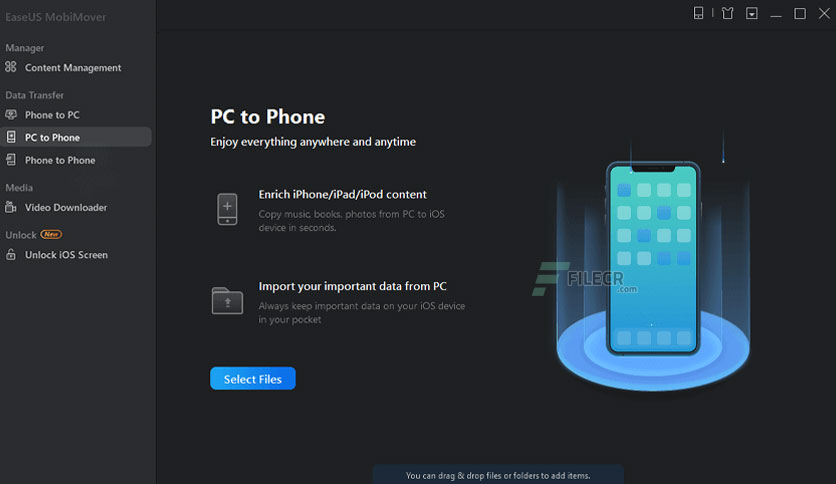 EaseUS MobiMover
Manager
Content Management
Data Transfer
Phone to PC
PC to Phone
Phone to Phone
Media
Video Downloader
Unlock New
Unlock iOS Screen
PC to Phone
Enjoy everything anywhere and anytime
Enrich iPhone/iPad/iPod content
Copy music, books, photos from PC to iOS
device in seconds.
Import your important data from PC
Always keep important data on your iOS device
in your pocket
Select Files
FILECR
.com
You can drag & drop files or folders to add items.